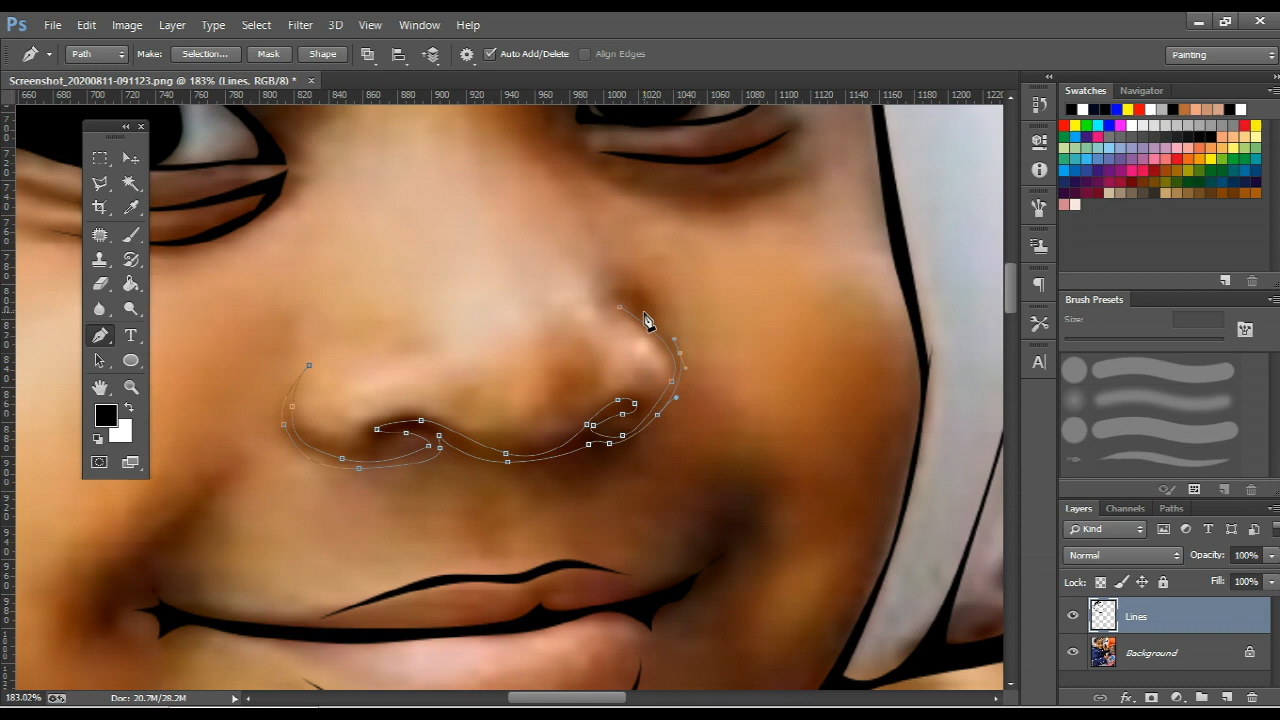 Ps File Edit Image Layer Type Select Filter 3D View Window Help
Path Make: Selection... Mask Shape Auto Add/Delete Align Edges Painting
Screenshot_20200811-091123.png @ 183% (Lines, RGB/8) *
660 680 700 720 740 760 780 800 820 840 860 880 900 920 940 960 980 1000 1020 1040 1060 1080 1100 1120 1140 1160 1180 1200 1220
Swatches Navigator
Brush Presets
Size:
Layers Channels Paths
Kind
Normal Opacity: 100%
Lock: Fill: 100%
Lines
Background
183.02% Doc: 20.7M/28.2M